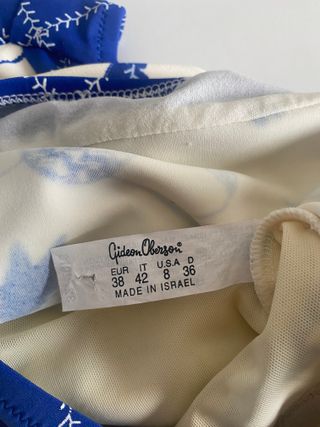 Gideon Oberson
EUR IT U.S.A D
38 42 8 36
MADE IN ISRAEL